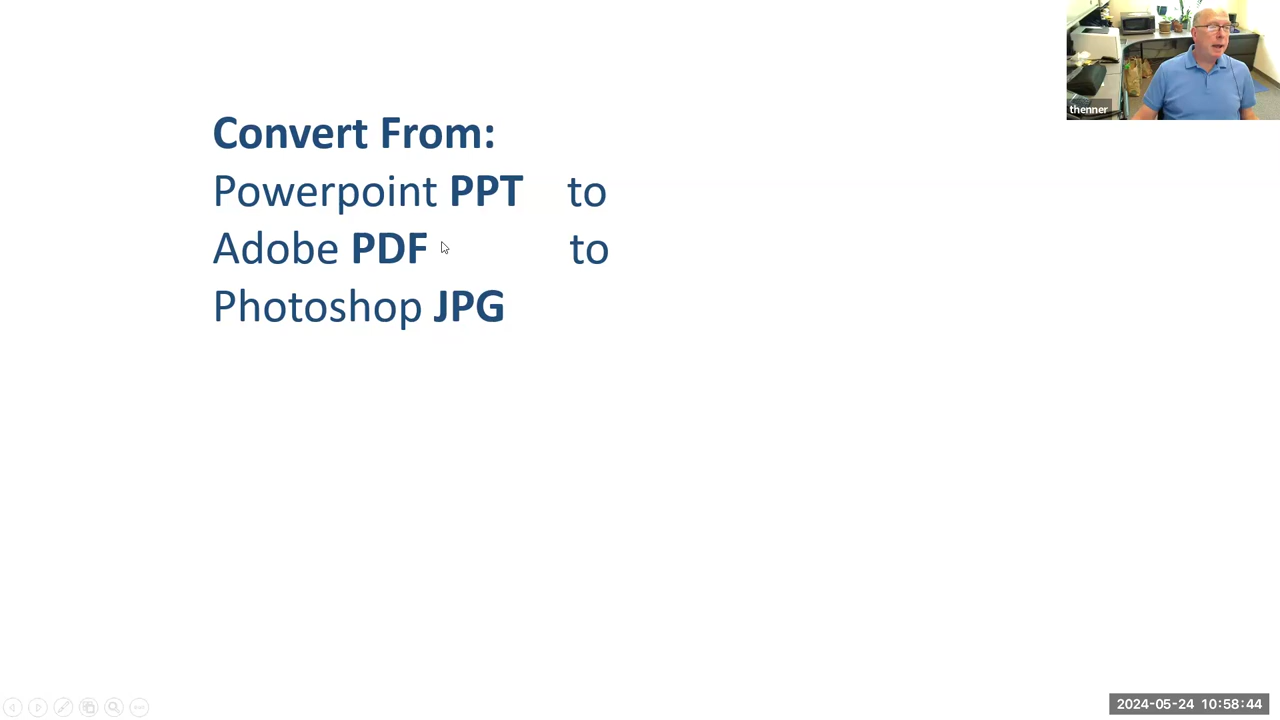 thenner
Convert From:
Powerpoint PPT to
Adobe PDF to
Photoshop JPG
2024-05-24 10:58:44